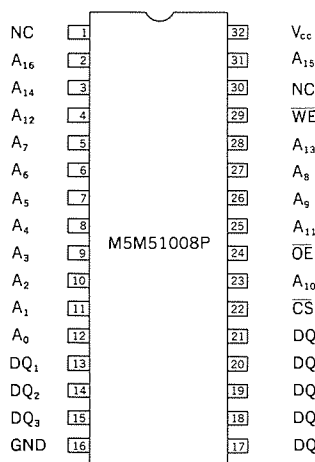 NC 1 32 Vcc
A₁₆ 2 31 A₁₅
A₁₄ 3 30 NC
A₁₂ 4 29 W̅E̅
A₇ 5 28 A₁₃
A₆ 6 27 A₈
A₅ 7 26 A₉
A₄ 8 25 A₁₁
M5M51008P
A₃ 9 24 O̅E̅
A₂ 10 23 A₁₀
A₁ 11 22 C̅S̅
A₀ 12 21 DQ
DQ₁ 13 20 DQ
DQ₂ 14 19 DQ
DQ₃ 15 18 DQ
GND 16 17 DQ